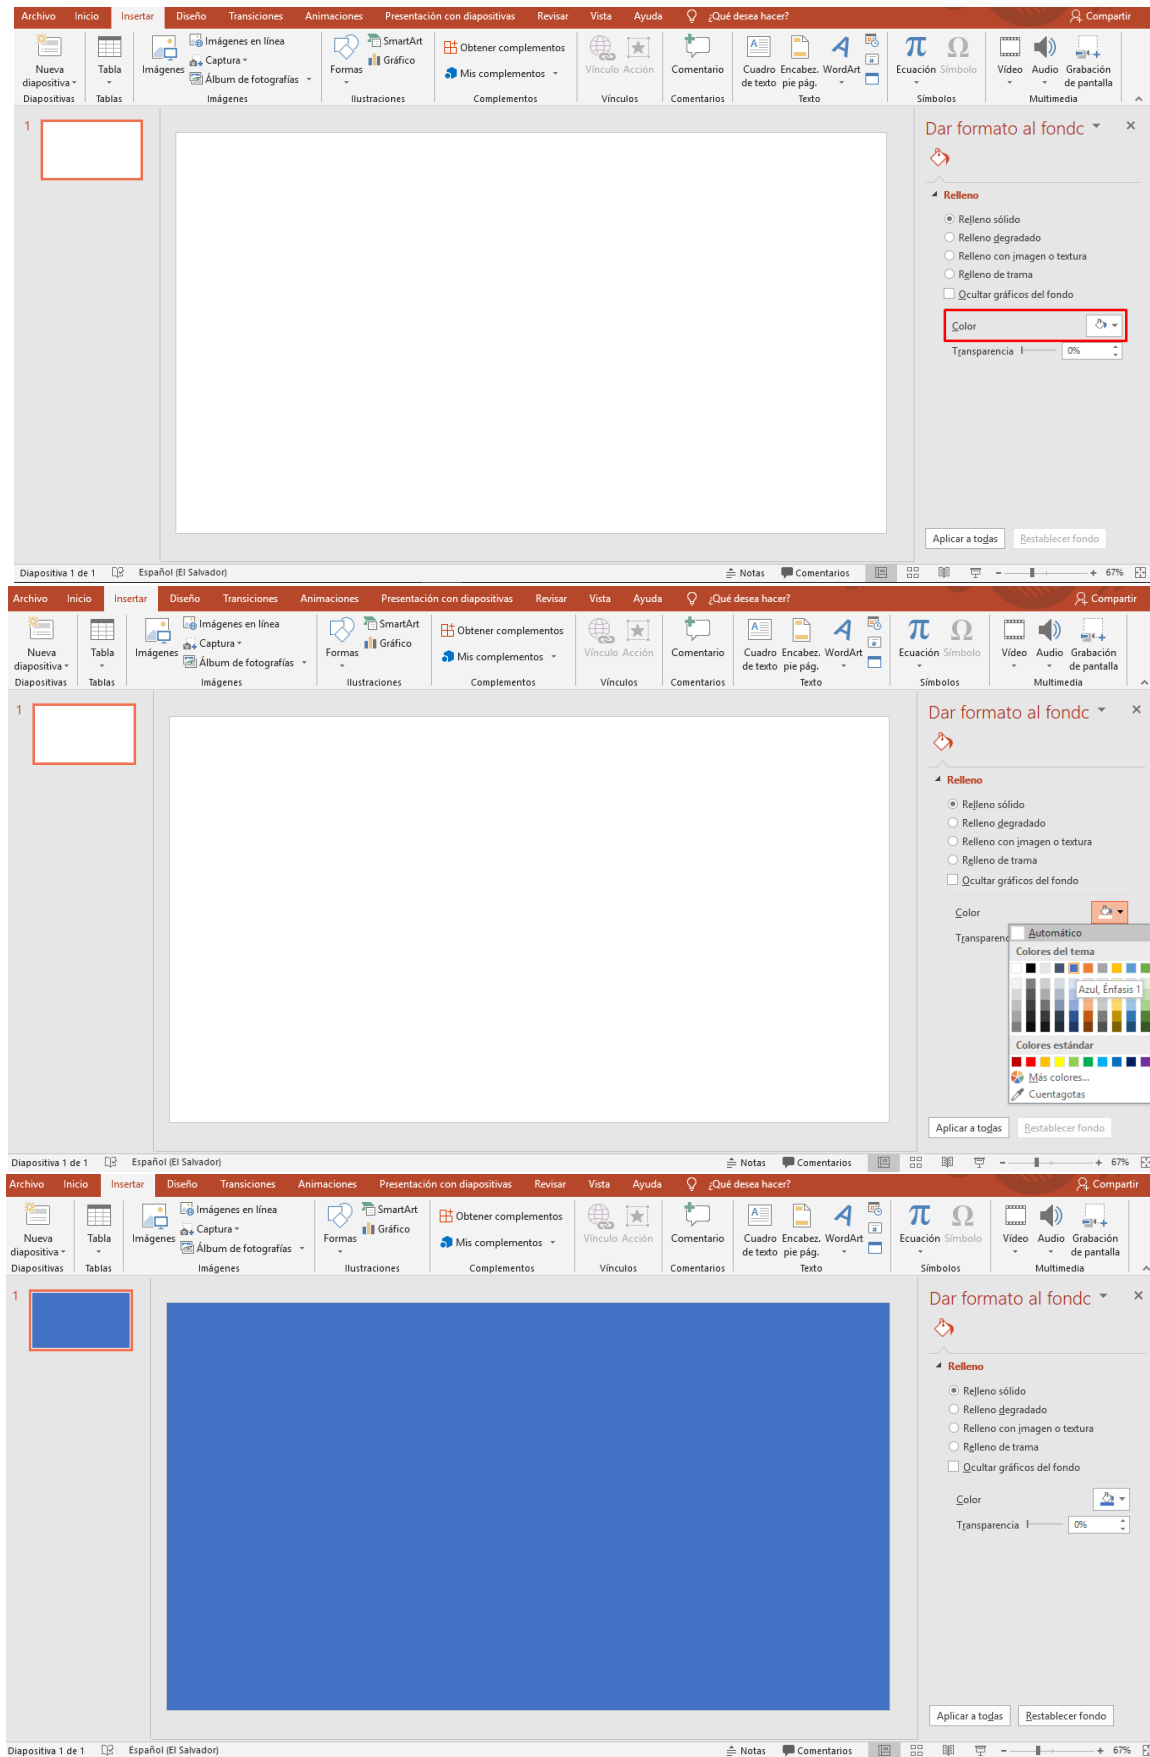 Archivo Inicio Insertar Diseño Transiciones Animaciones Presentación con diapositivas Revisar Vista Ayuda ¿Qué desea hacer? Compartir
Nueva diapositiva
Tabla
Imágenes
Imágenes en línea
Captura
Álbum de fotografías
Formas
SmartArt
Gráfico
Obtener complementos
Mis complementos
Vínculo Acción
Comentario
Cuadro de texto
Encabez. pie pág.
WordArt
Ecuación Símbolo
Vídeo Audio
Grabación de pantalla
Diapositivas Tablas Imágenes Ilustraciones Complementos Vínculos Comentarios Texto Símbolos Multimedia
1
Dar formato al fondc
Relleno
Relleno sólido
Relleno degradado
Relleno con imagen o textura
Relleno de trama
Ocultar gráficos del fondo
Color
Transparencia 0%
Aplicar a todas Restablecer fondo
Diapositiva 1 de 1 Español (El Salvador) Notas Comentarios 67%
Archivo Inicio Insertar Diseño Transiciones Animaciones Presentación con diapositivas Revisar Vista Ayuda ¿Qué desea hacer? Compartir
Nueva diapositiva
Tabla
Imágenes
Imágenes en línea
Captura
Álbum de fotografías
Formas
SmartArt
Gráfico
Obtener complementos
Mis complementos
Vínculo Acción
Comentario
Cuadro de texto
Encabez. pie pág.
WordArt
Ecuación Símbolo
Vídeo Audio
Grabación de pantalla
Diapositivas Tablas Imágenes Ilustraciones Complementos Vínculos Comentarios Texto Símbolos Multimedia
1
Dar formato al fondc
Relleno
Relleno sólido
Relleno degradado
Relleno con imagen o textura
Relleno de trama
Ocultar gráficos del fondo
Color
Transparenc
Automático
Colores del tema
Azul, Énfasis 1
Colores estándar
Más colores...
Cuentagotas
Aplicar a todas Restablecer fondo
Diapositiva 1 de 1 Español (El Salvador) Notas Comentarios 67%
Archivo Inicio Insertar Diseño Transiciones Animaciones Presentación con diapositivas Revisar Vista Ayuda ¿Qué desea hacer? Compartir
Nueva diapositiva
Tabla
Imágenes
Imágenes en línea
Captura
Álbum de fotografías
Formas
SmartArt
Gráfico
Obtener complementos
Mis complementos
Vínculo Acción
Comentario
Cuadro de texto
Encabez. pie pág.
WordArt
Ecuación Símbolo
Vídeo Audio
Grabación de pantalla
Diapositivas Tablas Imágenes Ilustraciones Complementos Vínculos Comentarios Texto Símbolos Multimedia
1
Dar formato al fondc
Relleno
Relleno sólido
Relleno degradado
Relleno con imagen o textura
Relleno de trama
Ocultar gráficos del fondo
Color
Transparencia 0%
Aplicar a todas Restablecer fondo
Diapositiva 1 de 1 Español (El Salvador) Notas Comentarios 67%